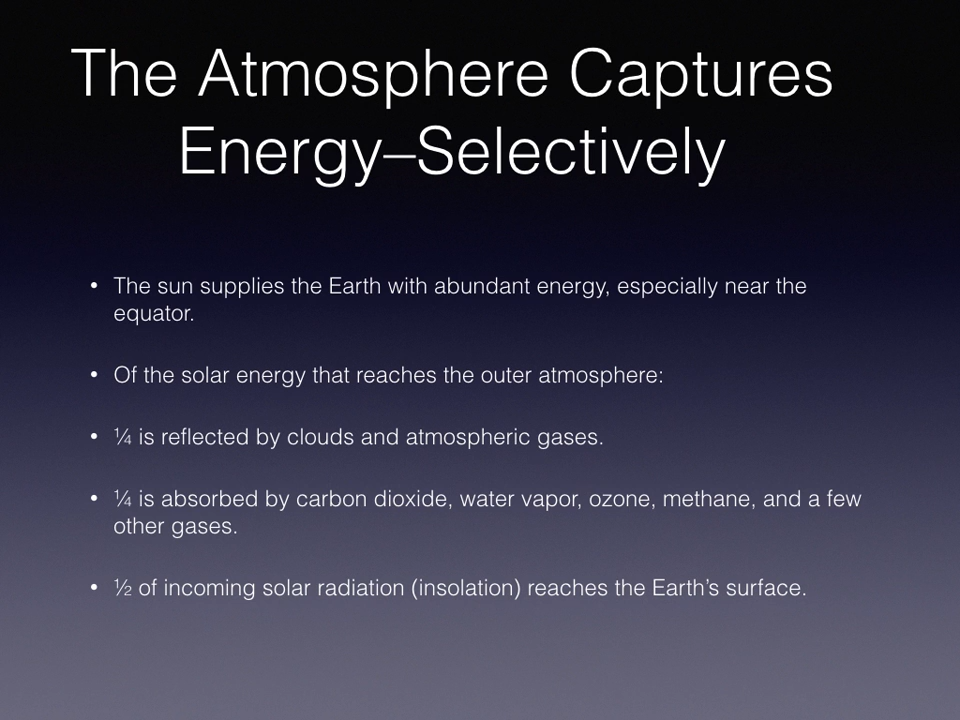 The Atmosphere Captures
Energy–Selectively
• The sun supplies the Earth with abundant energy, especially near the
equator.
• Of the solar energy that reaches the outer atmosphere:
• ¼ is reflected by clouds and atmospheric gases.
• ¼ is absorbed by carbon dioxide, water vapor, ozone, methane, and a few
other gases.
• ½ of incoming solar radiation (insolation) reaches the Earth’s surface.